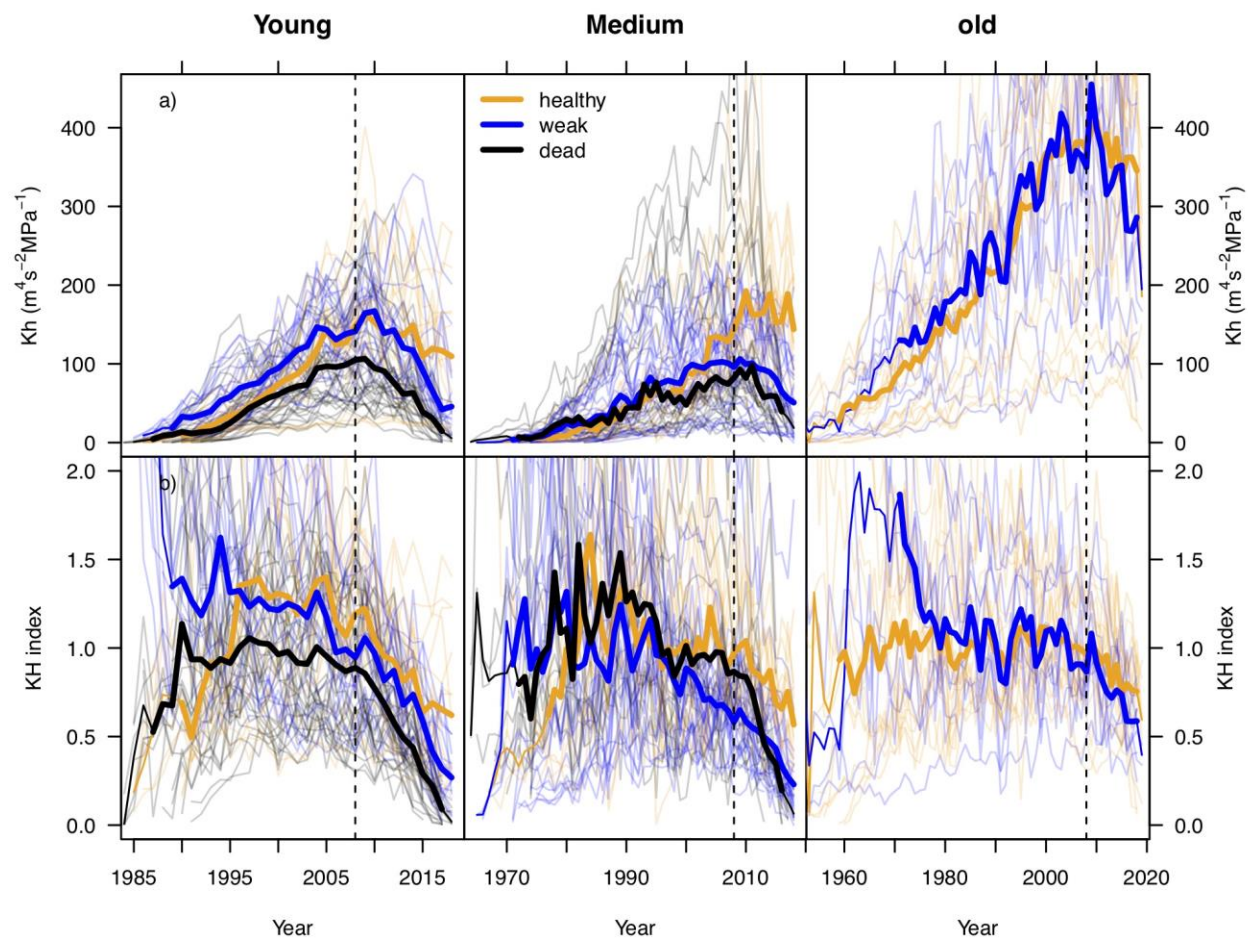 Young Medium old
a)
healthy
weak
dead
400
300
200
100
0
Kh (m⁴s⁻²MPa⁻¹)
400
300
200
100
0
Kh (m⁴s⁻²MPa⁻¹)
b)
2.0
1.5
1.0
0.5
0.0
KH index
2.0
1.5
1.0
0.5
0.0
KH index
1985 1995 2005 2015 1970 1990 2010 1960 1980 2000 2020
Year Year Year